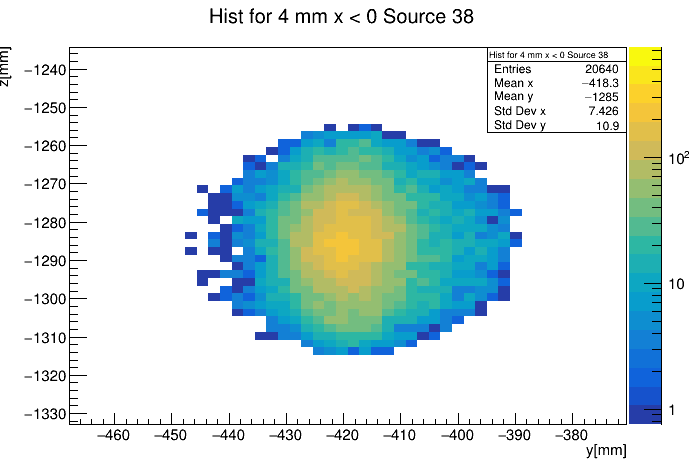 Hist for 4 mm x < 0 Source 38
z[mm]
Hist for 4 mm x < 0 Source 38
Entries 20640
Mean x −418.3
Mean y −1285
Std Dev x 7.426
Std Dev y 10.9
−1240
−1250
−1260
−1270
−1280
−1290
−1300
−1310
−1320
−1330
10²
10
1
−460 −450 −440 −430 −420 −410 −400 −390 −380
y[mm]